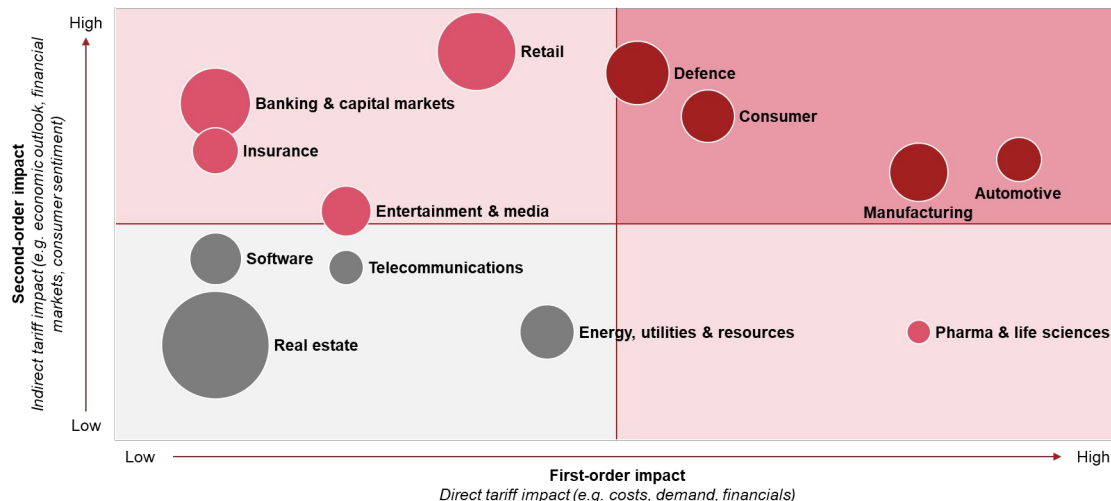 High
Retail
Defence
Banking & capital markets
Consumer
Insurance
Automotive
Manufacturing
Entertainment & media
Second-order impact
Indirect tariff impact (e.g. economic outlook, financial
markets, consumer sentiment)
Software
Telecommunications
Energy, utilities & resources
Pharma & life sciences
Real estate
Low
Low
High
First-order impact
Direct tariff impact (e.g. costs, demand, financials)